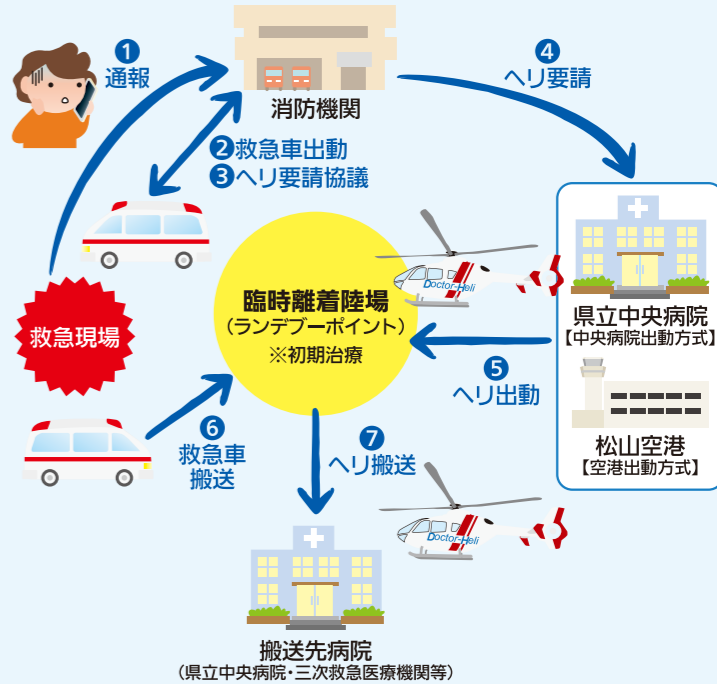 ❶
通報
消防機関
❹
ヘリ要請
❷救急車出動
❸ヘリ要請協議
救急現場
臨時離着陸場
（ランデブーポイント）
※初期治療
Doctor-Heli
県立中央病院
【中央病院出動方式】
❺
ヘリ出動
松山空港
【空港出動方式】
❻
救急車
搬送
❼
ヘリ搬送
Doctor-Heli
搬送先病院
（県立中央病院・三次救急医療機関等）